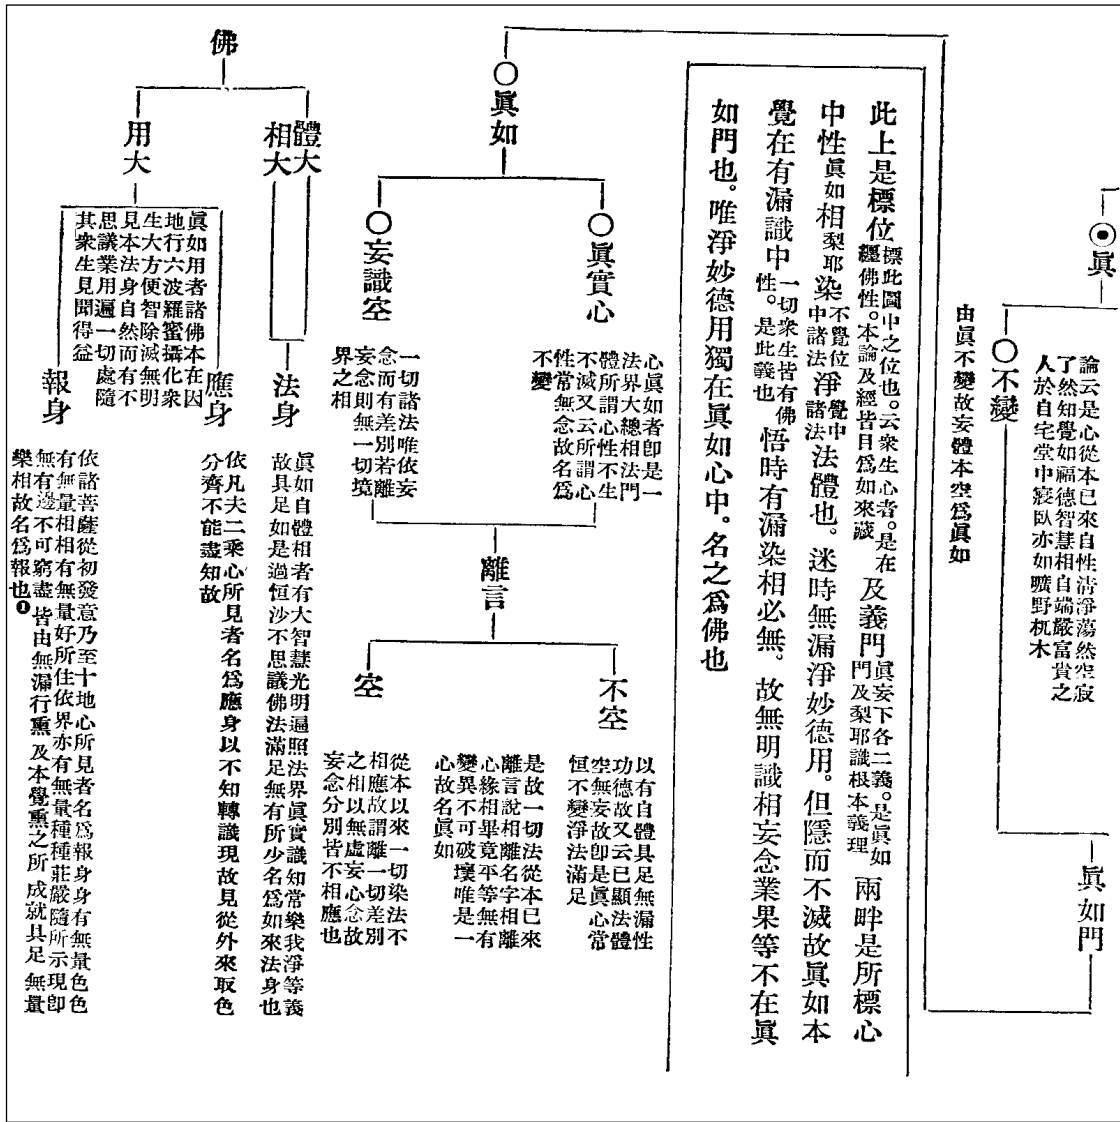 眞
不變
論云是心從本已來自性清淨蕩然空寂
了然知覺如福德智慧相自端嚴富貴之
人於自宅堂中寢臥亦如曠野杌木
眞如門
由眞不變故妄體本空爲眞如
此上是標位
標此圖中之位也。云衆生心者。是在
纒佛性。本論及經皆目爲如來藏
及義門
眞妄下各二義。是眞如
門及梨耶識根本義理
兩畔是所標心
中性
眞如
相
梨耶
染
不覺位
中諸法
淨
覺中
諸法
法體也。迷時無漏淨妙德用。但隱而不滅故眞如本
覺在有漏識中
一切衆生皆有佛
性。是此義也
悟時有漏染相必無。故無明識相妄念業果等不在眞
如門也。唯淨妙德用獨在眞如心中。名之爲佛也
眞如
眞實心
心眞如者卽是一
法界大總相法門
體所謂心性不生
不滅又云所謂心
性常無念故名爲
不變
妄識空
一切諸法唯依妄
念而有差別若離
妄念則無一切境
界之相
離言
是故一切法從本已來
離言說相離名字相離
心緣相畢竟平等無有
變異不可破壞唯是一
心故名眞如
不空
以有自體具足無漏性
功德故又云已顯法體
空無妄故卽是眞心常
恒不變淨法滿足
空
從本以來一切染法不
相應故謂離一切差別
之相以無虛妄心念故
妄念分別皆不相應也
佛
體大
相大
法身
眞如自體相者有大智慧光明遍照法界眞實識知常樂我淨等義
故具足如是過恒沙不思議佛法滿足無有所少名爲如來法身也
用大
眞如用者諸佛本在因
地行六波羅蜜攝化衆
生大方便智除滅無明
見本法身自然而有不
思議業用遍一切處隨
其衆生見聞得益
應身
依凡夫二乘心所見者名爲應身以不知轉識現故見從外來取色
分齊不能盡知故
報身
依諸菩薩從初發意乃至十地心所見者名爲報身身有無量色色
有無量相相有無量好所住依界亦有無量種種莊嚴隨所示現卽
無有邊不可窮盡皆由無漏行熏及本覺熏之所成就具足無量
樂相故名爲報也❶